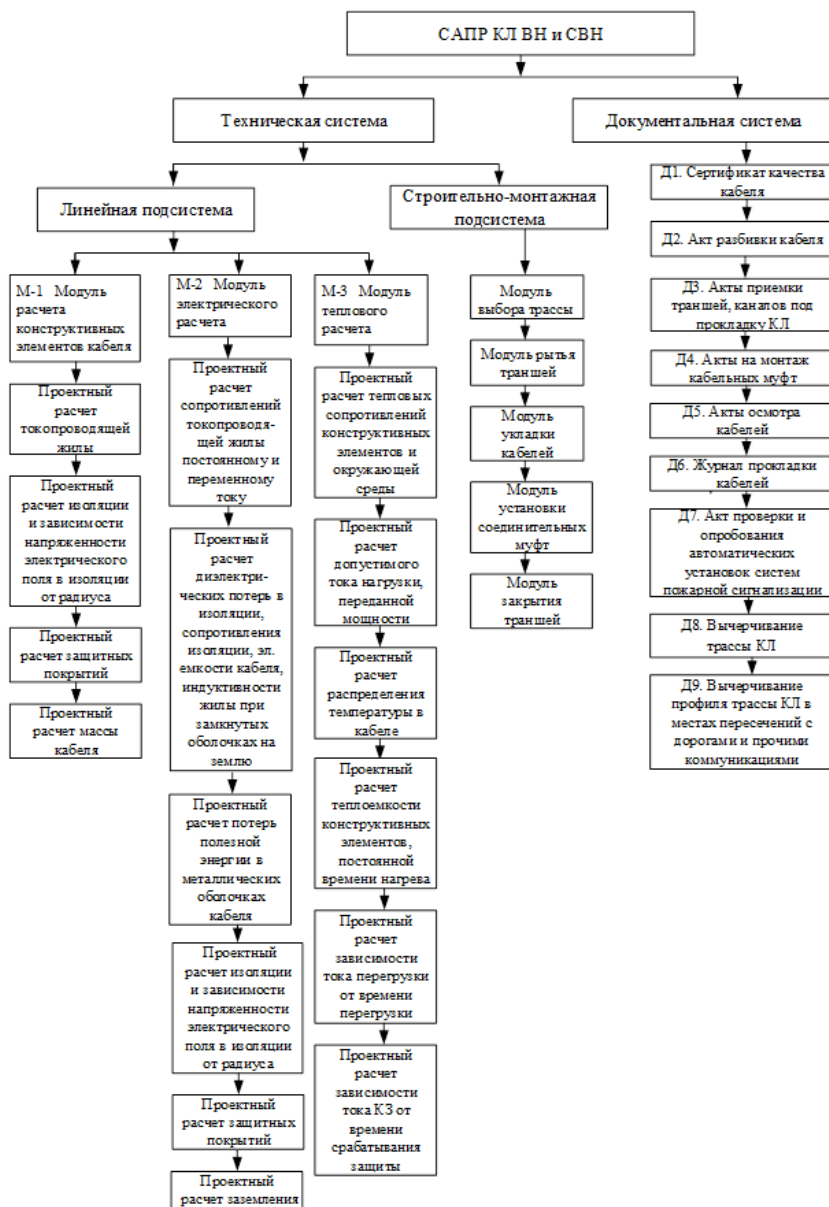 САПР КЛ ВН и СВН
Техническая система
Документальная система
Линейная подсистема
Строительно-монтажная
подсистема
М-1 Модуль
расчета
конструктивных
элементов кабеля
Проектный
расчет
токопроводящей
жилы
Проектный
расчет изоляции
и зависимости
напряженности
электрического
поля в изоляции
от радиуса
Проектный
расчет защитных
покрытий
Проектный
расчет массы
кабеля
М-2 Модуль
электрического
расчета
Проектный
расчет
сопротивлений
токопроводя-
щей жилы
постоянному и
переменному
току
Проектный
расчет
диэлектри-
ческих потерь в
изоляции,
сопротивления
изоляции, эл.
емкости кабеля,
индуктивности
жилы при
замкнутых
оболочках на
землю
Проектный
расчет потерь
полезной
энергии в
металлических
оболочках
кабеля
Проектный
расчет изоляции
и зависимости
напряженности
электрического
поля в изоляции
от радиуса
Проектный
расчет защитных
покрытий
Проектный
расчет заземления
М-3 Модуль
теплового
расчета
Проектный
расчет тепловых
сопротивлений
конструктивных
элементов и
окружающей
среды
Проектный
расчет
допустимого
тока нагрузки,
переданной
мощности
Проектный
расчет
распределения
температуры в
кабеле
Проектный
расчет
теплоемкости
конструктивных
элементов,
постоянной
времени нагрева
Проектный
расчет
зависимости
тока перегрузки
от времени
перегрузки
Проектный
расчет
зависимости
тока КЗ от
времени
срабатывания
защиты
Модуль
выбора трассы
Модуль рытья
траншей
Модуль
укладки
кабелей
Модуль
установки
соединительных
муфт
Модуль
закрытия
траншей
Д1. Сертификат качества
кабеля
Д2. Акт разбивки кабеля
Д3. Акты приемки
траншей, каналов под
прокладку КЛ
Д4. Акты на монтаж
кабельных муфт
Д5. Акты осмотра
кабелей
Д6. Журнал прокладки
кабелей
Д7. Акт проверки и
опробования
автоматических
установок систем
пожарной сигнализации
Д8. Вычерчивание
трассы КЛ
Д9. Вычерчивание
профиля трассы КЛ в
местах пересечений с
дорогами и прочими
коммуникациями